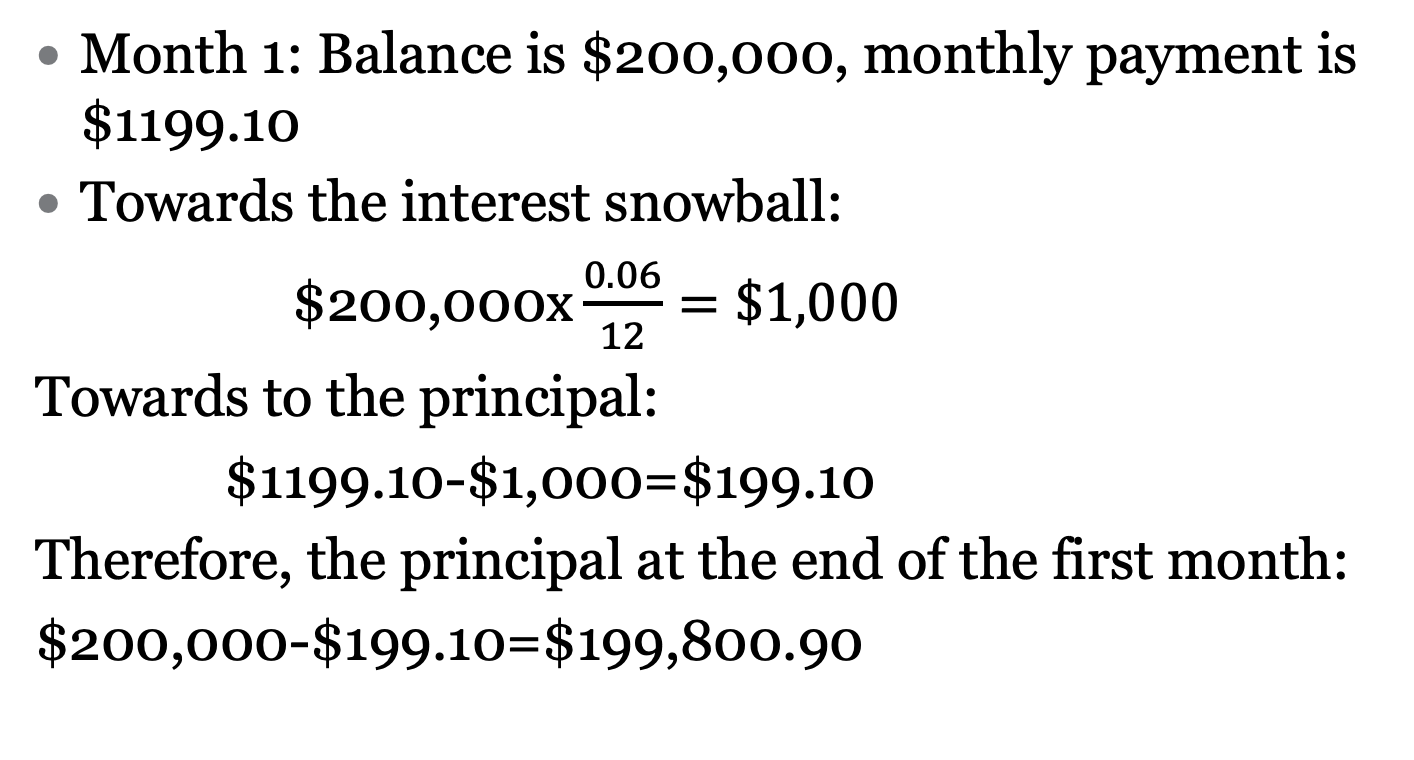 • Month 1: Balance is $200,000, monthly payment is
$1199.10
• Towards the interest snowball:
$200,000x 0.06/12 = $1,000
Towards to the principal:
$1199.10-$1,000=$199.10
Therefore, the principal at the end of the first month:
$200,000-$199.10=$199,800.90